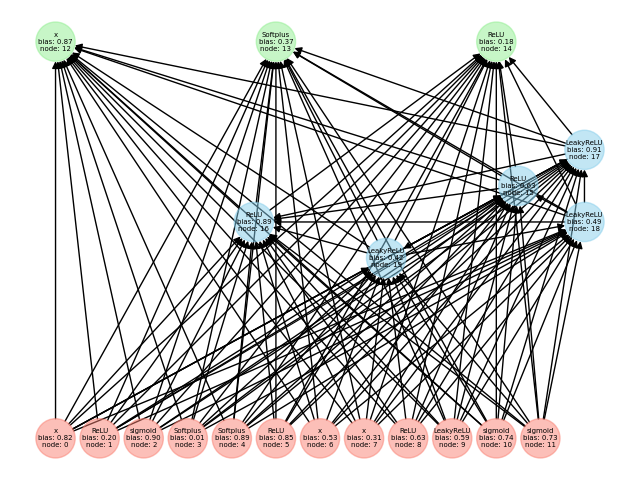 x
bias: 0.87
node: 12
Softplus
bias: 0.37
node: 13
ReLU
bias: 0.18
node: 14
LeakyReLU
bias: 0.91
node: 17
ReLU
bias: 0.63
node: 15
ReLU
bias: 0.89
node: 16
LeakyReLU
bias: 0.49
node: 18
LeakyReLU
bias:
node: 19
x
bias: 0.82
node: 0
ReLU
bias: 0.20
node: 1
sigmoid
bias: 0.90
node: 2
Softplus
bias: 0.01
node: 3
Softplus
bias: 0.89
node: 4
ReLU
bias: 0.85
node: 5
x
bias: 0.53
node: 6
x
bias: 0.31
node: 7
ReLU
bias: 0.63
node: 8
LeakyReLU
bias: 0.59
node: 9
sigmoid
bias: 0.74
node: 10
sigmoid
bias: 0.73
node: 11